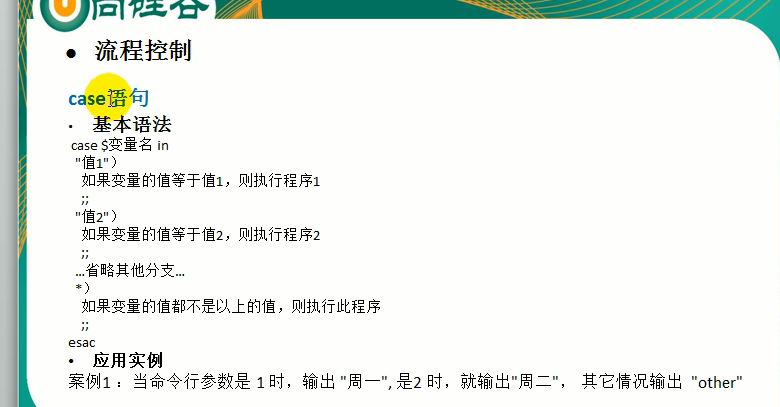 尚硅谷
● 流程控制
case语句
• 基本语法
case $变量名 in
"值1")
如果变量的值等于值1，则执行程序1
;;
"值2")
如果变量的值等于值2，则执行程序2
;;
…省略其他分支…
*)
如果变量的值都不是以上的值，则执行此程序
;;
esac
• 应用实例
案例1 ：当命令行参数是 1 时，输出 "周一", 是2 时，就输出"周二"， 其它情况输出 "other"